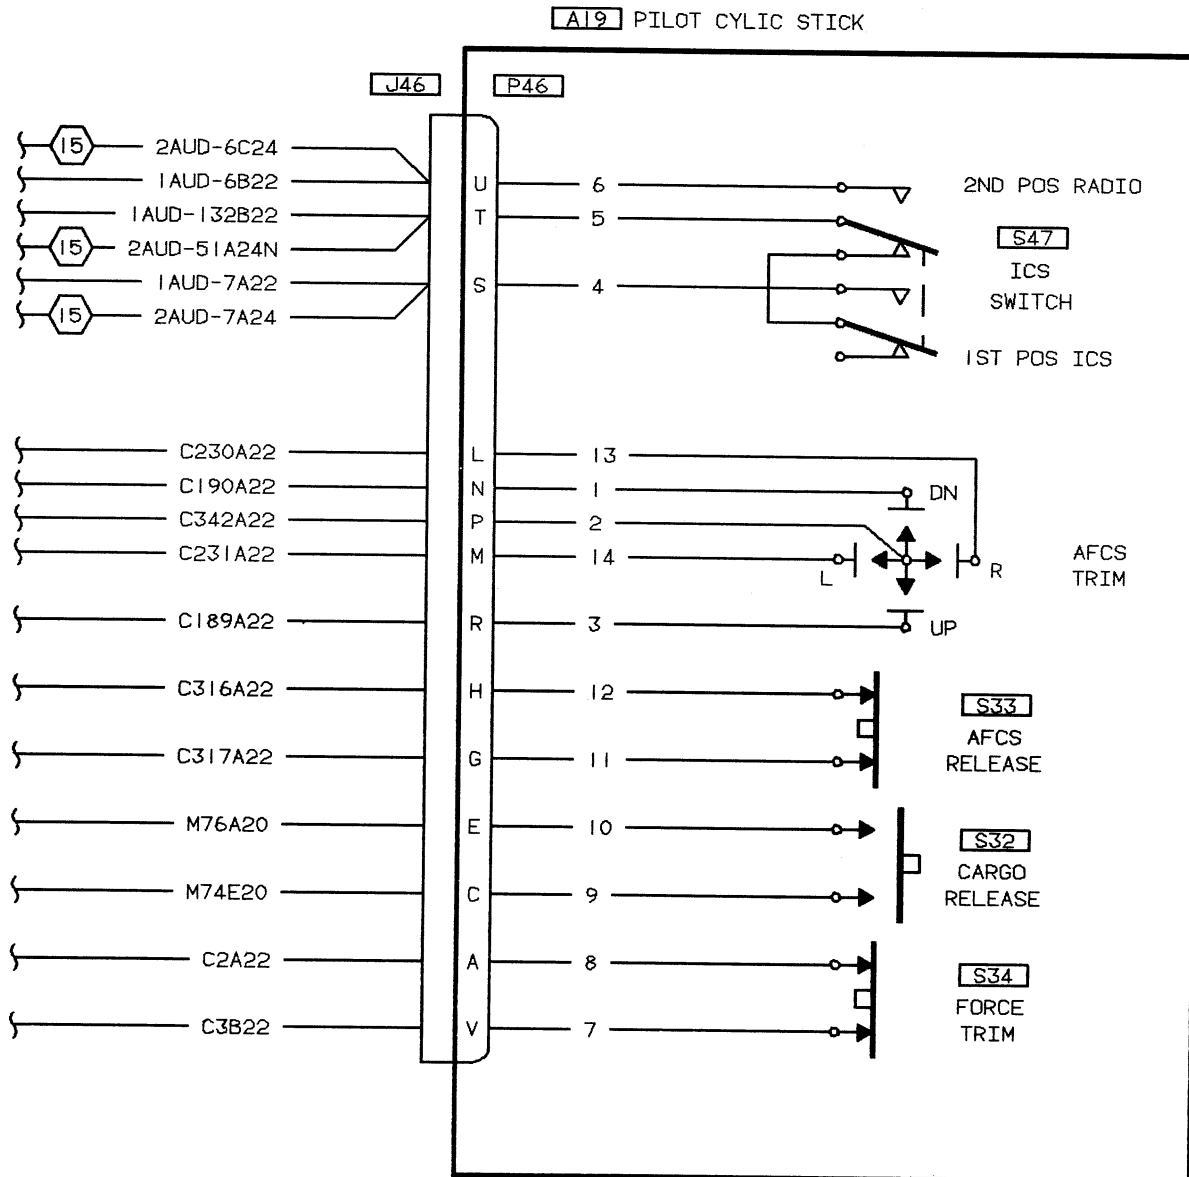 A19 PILOT CYLIC STICK
J46 P46
15 2AUD-6C24
1AUD-6B22 U 6 2ND POS RADIO
1AUD-132B22 T 5
S47
15 2AUD-51A24N
ICS
1AUD-7A22 S 4
SWITCH
15 2AUD-7A24
1ST POS ICS
C230A22 L 13
C190A22 N 1 DN
C342A22 P 2
C231A22 M 14 L R AFCS
TRIM
C189A22 R 3 UP
C316A22 H 12 S33
AFCS
C317A22 G 11 RELEASE
M76A20 E 10 S32
CARGO
M74E20 C 9 RELEASE
C2A22 A 8 S34
FORCE
C3B22 V 7 TRIM